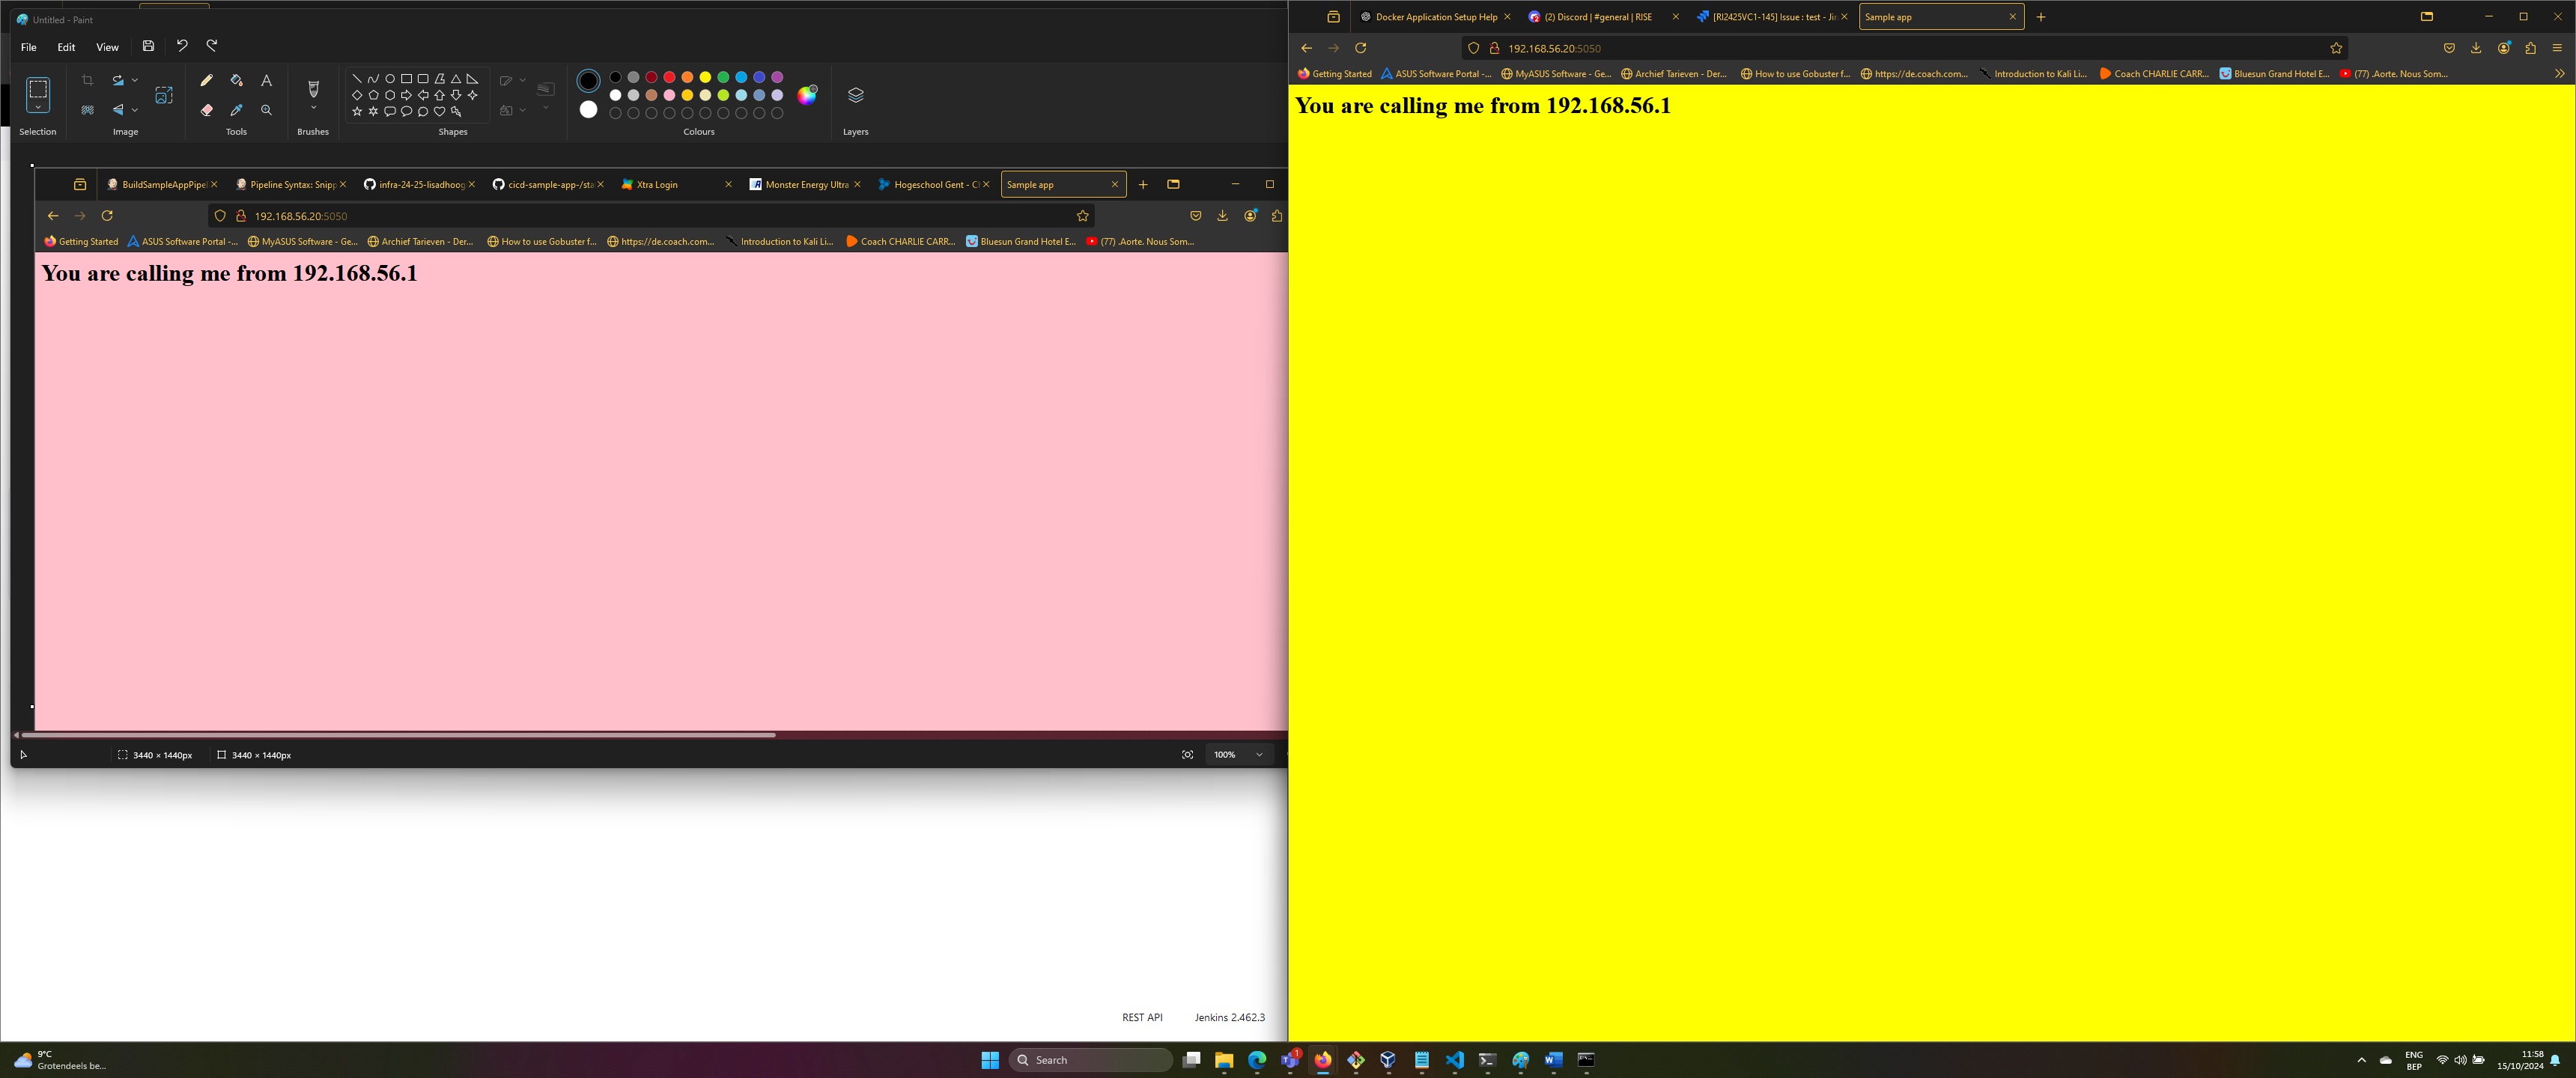 Untitled - Paint
File Edit View
Selection Image Tools Brushes Shapes Colours Layers
BuildSampleAppPipel Pipeline Syntax: Snipp infra-24-25-lisadhoog cicd-sample-app-/sta Xtra Login Monster Energy Ultra Hogeschool Gent - Cl Sample app
192.168.56.20:5050
Getting Started ASUS Software Portal -... MyASUS Software - Ge... Archief Tarieven - Der... How to use Gobuster f... https://de.coach.com... Introduction to Kali Li... Coach CHARLIE CARR... Bluesun Grand Hotel E... (77) .Aorte. Nous Som...
You are calling me from 192.168.56.1
3440 × 1440px 3440 × 1440px 100%
REST API Jenkins 2.462.3
Docker Application Setup Help (2) Discord | #general | RISE [RI2425VC1-145] Issue : test - Jir Sample app
192.168.56.20:5050
Getting Started ASUS Software Portal -... MyASUS Software - Ge... Archief Tarieven - Der... How to use Gobuster f... https://de.coach.com... Introduction to Kali Li... Coach CHARLIE CARR... Bluesun Grand Hotel E... (77) .Aorte. Nous Som...
You are calling me from 192.168.56.1
9°C
Grotendeels be...
Search
1
ENG
BEP
11:58
15/10/2024